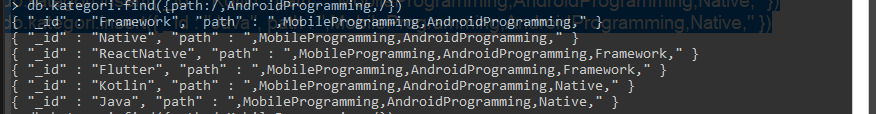 > db.kategori.find({path:/,AndroidProgramming,/})
{ "_id" : "Framework", "path" : ",MobileProgramming,AndroidProgramming," }
{ "_id" : "Native", "path" : ",MobileProgramming,AndroidProgramming," }
{ "_id" : "ReactNative", "path" : ",MobileProgramming,AndroidProgramming,Framework," }
{ "_id" : "Flutter", "path" : ",MobileProgramming,AndroidProgramming,Framework," }
{ "_id" : "Kotlin", "path" : ",MobileProgramming,AndroidProgramming,Native," }
{ "_id" : "Java", "path" : ",MobileProgramming,AndroidProgramming,Native," }